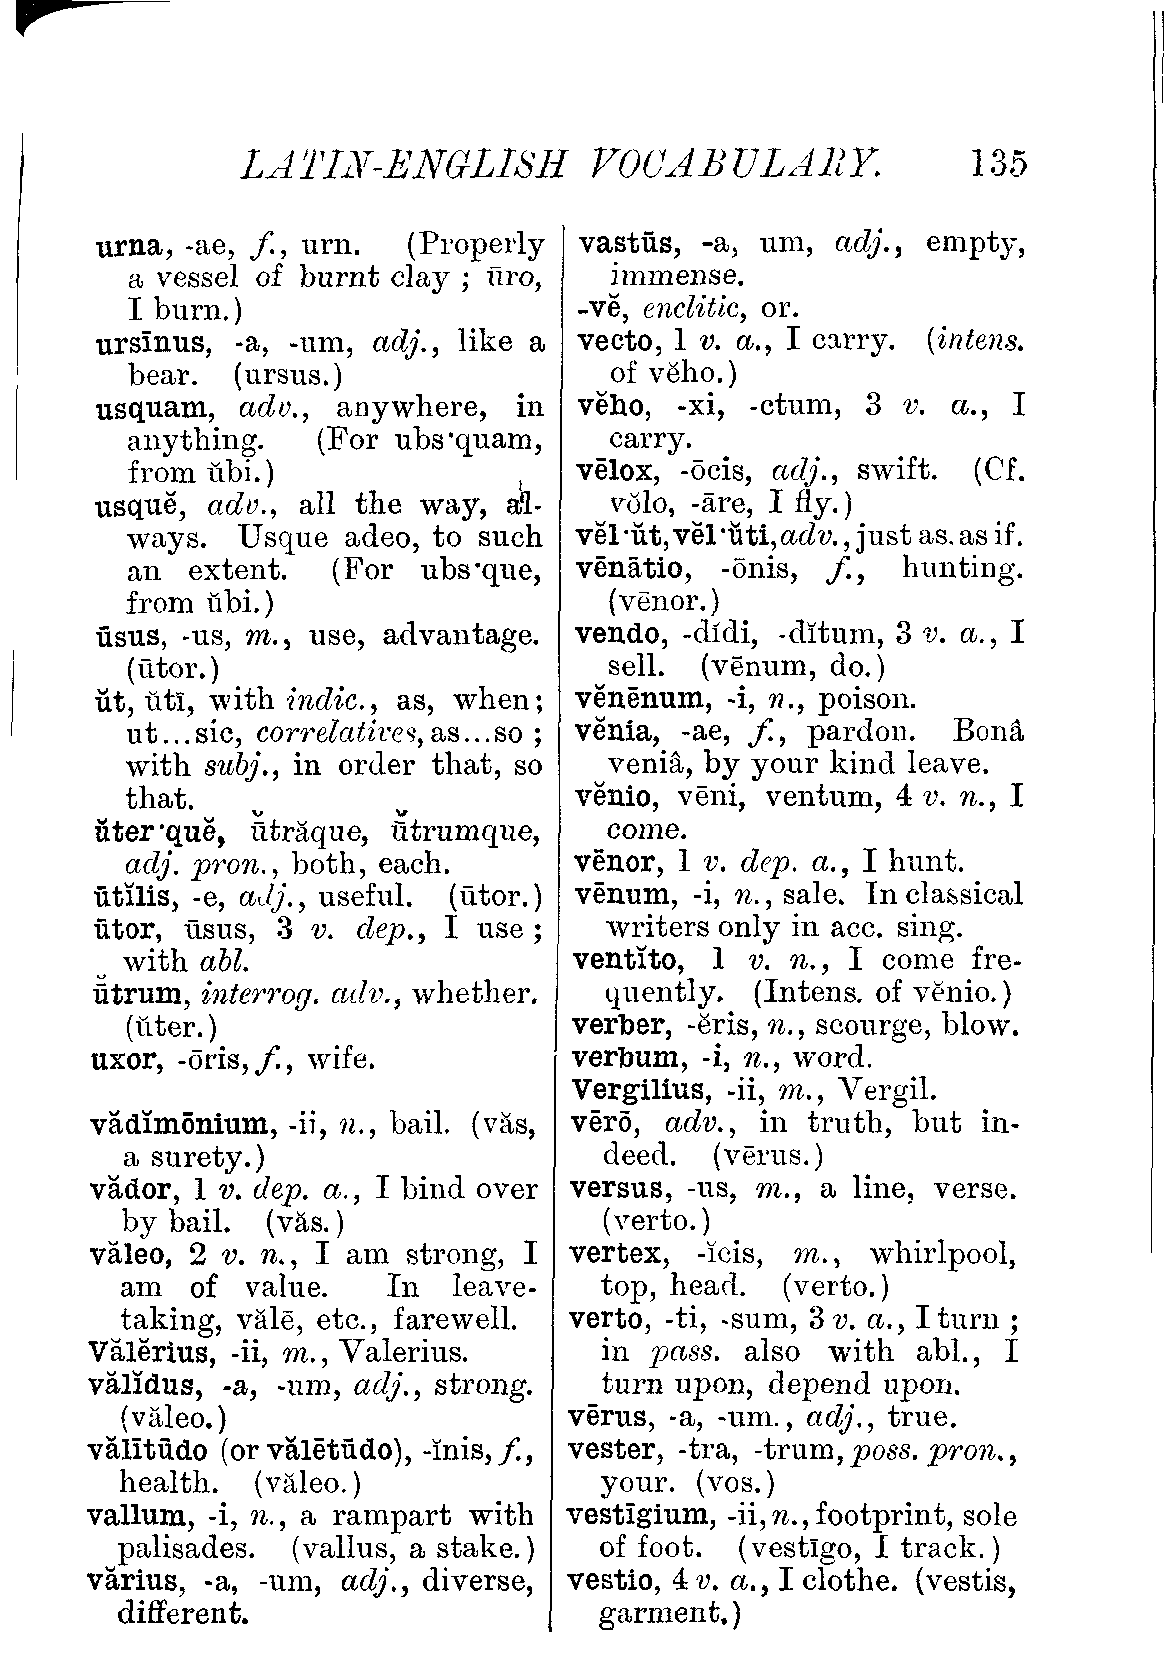 LATIN-ENGLISH VOCABULARY. 135
urna, -ae, f., urn. (Properly
a vessel of burnt clay ; ūro,
I burn.)
ursīnus, -a, -um, adj., like a
bear. (ursus.)
usquam, adv., anywhere, in
anything. (For ubs·quam,
from ŭbi.)
usquĕ, adv., all the way, al-
ways. Usque adeo, to such
an extent. (For ubs·que,
from ŭbi.)
ūsus, -us, m., use, advantage.
(ūtor.)
ŭt, ŭtī, with indic., as, when;
ut...sic, correlatives, as...so ;
with subj., in order that, so
that.
ŭter·quĕ, ū̆trăque, ū̆trumque,
adj. pron., both, each.
ūtĭlis, -e, adj., useful. (ūtor.)
ūtor, ūsus, 3 v. dep., I use ;
with abl.
ū̆trum, interrog. adv., whether.
(ŭter.)
uxor, -ōris, f., wife.
vădĭmōnium, -ii, n., bail. (văs,
a surety.)
vădor, 1 v. dep. a., I bind over
by bail. (văs.)
văleo, 2 v. n., I am strong, I
am of value. In leave-
taking, vălē, etc., farewell.
Vălĕrius, -ii, m., Valerius.
vălĭdus, -a, -um, adj., strong.
(văleo.)
vălītūdo (or vălētūdo), -ĭnis, f.,
health. (văleo.)
vallum, -i, n., a rampart with
palisades. (vallus, a stake.)
vărius, -a, -um, adj., diverse,
different.
vastūs, -a, um, adj., empty,
immense.
-vĕ, enclitic, or.
vecto, 1 v. a., I carry. (intens.
of vĕho.)
vĕho, -xi, -ctum, 3 v. a., I
carry.
vēlox, -ōcis, adj., swift. (Cf.
vŏlo, -āre, I fly.)
vĕl·ŭt, vĕl·ŭti, adv., just as. as if.
vēnātio, -ōnis, f., hunting.
(vēnor.)
vendo, -dĭdi, -dĭtum, 3 v. a., I
sell. (vēnum, do.)
vĕnēnum, -i, n., poison.
vĕnia, -ae, f., pardon. Bonâ
veniâ, by your kind leave.
vĕnio, vēni, ventum, 4 v. n., I
come.
vēnor, 1 v. dep. a., I hunt.
vēnum, -i, n., sale. In classical
writers only in acc. sing.
ventĭto, 1 v. n., I come fre-
quently. (Intens. of vĕnio.)
verber, -ĕris, n., scourge, blow.
verbum, -i, n., word.
Vergilius, -ii, m., Vergil.
vērō, adv., in truth, but in-
deed. (vērus.)
versus, -us, m., a line, verse.
(verto.)
vertex, -ĭcis, m., whirlpool,
top, head. (verto.)
verto, -ti, -sum, 3 v. a., I turn ;
in pass. also with abl., I
turn upon, depend upon.
vērus, -a, -um., adj., true.
vester, -tra, -trum, poss. pron.,
your. (vos.)
vestīgium, -ii, n., footprint, sole
of foot. (vestīgo, I track.)
vestio, 4 v. a., I clothe. (vestis,
garment.)